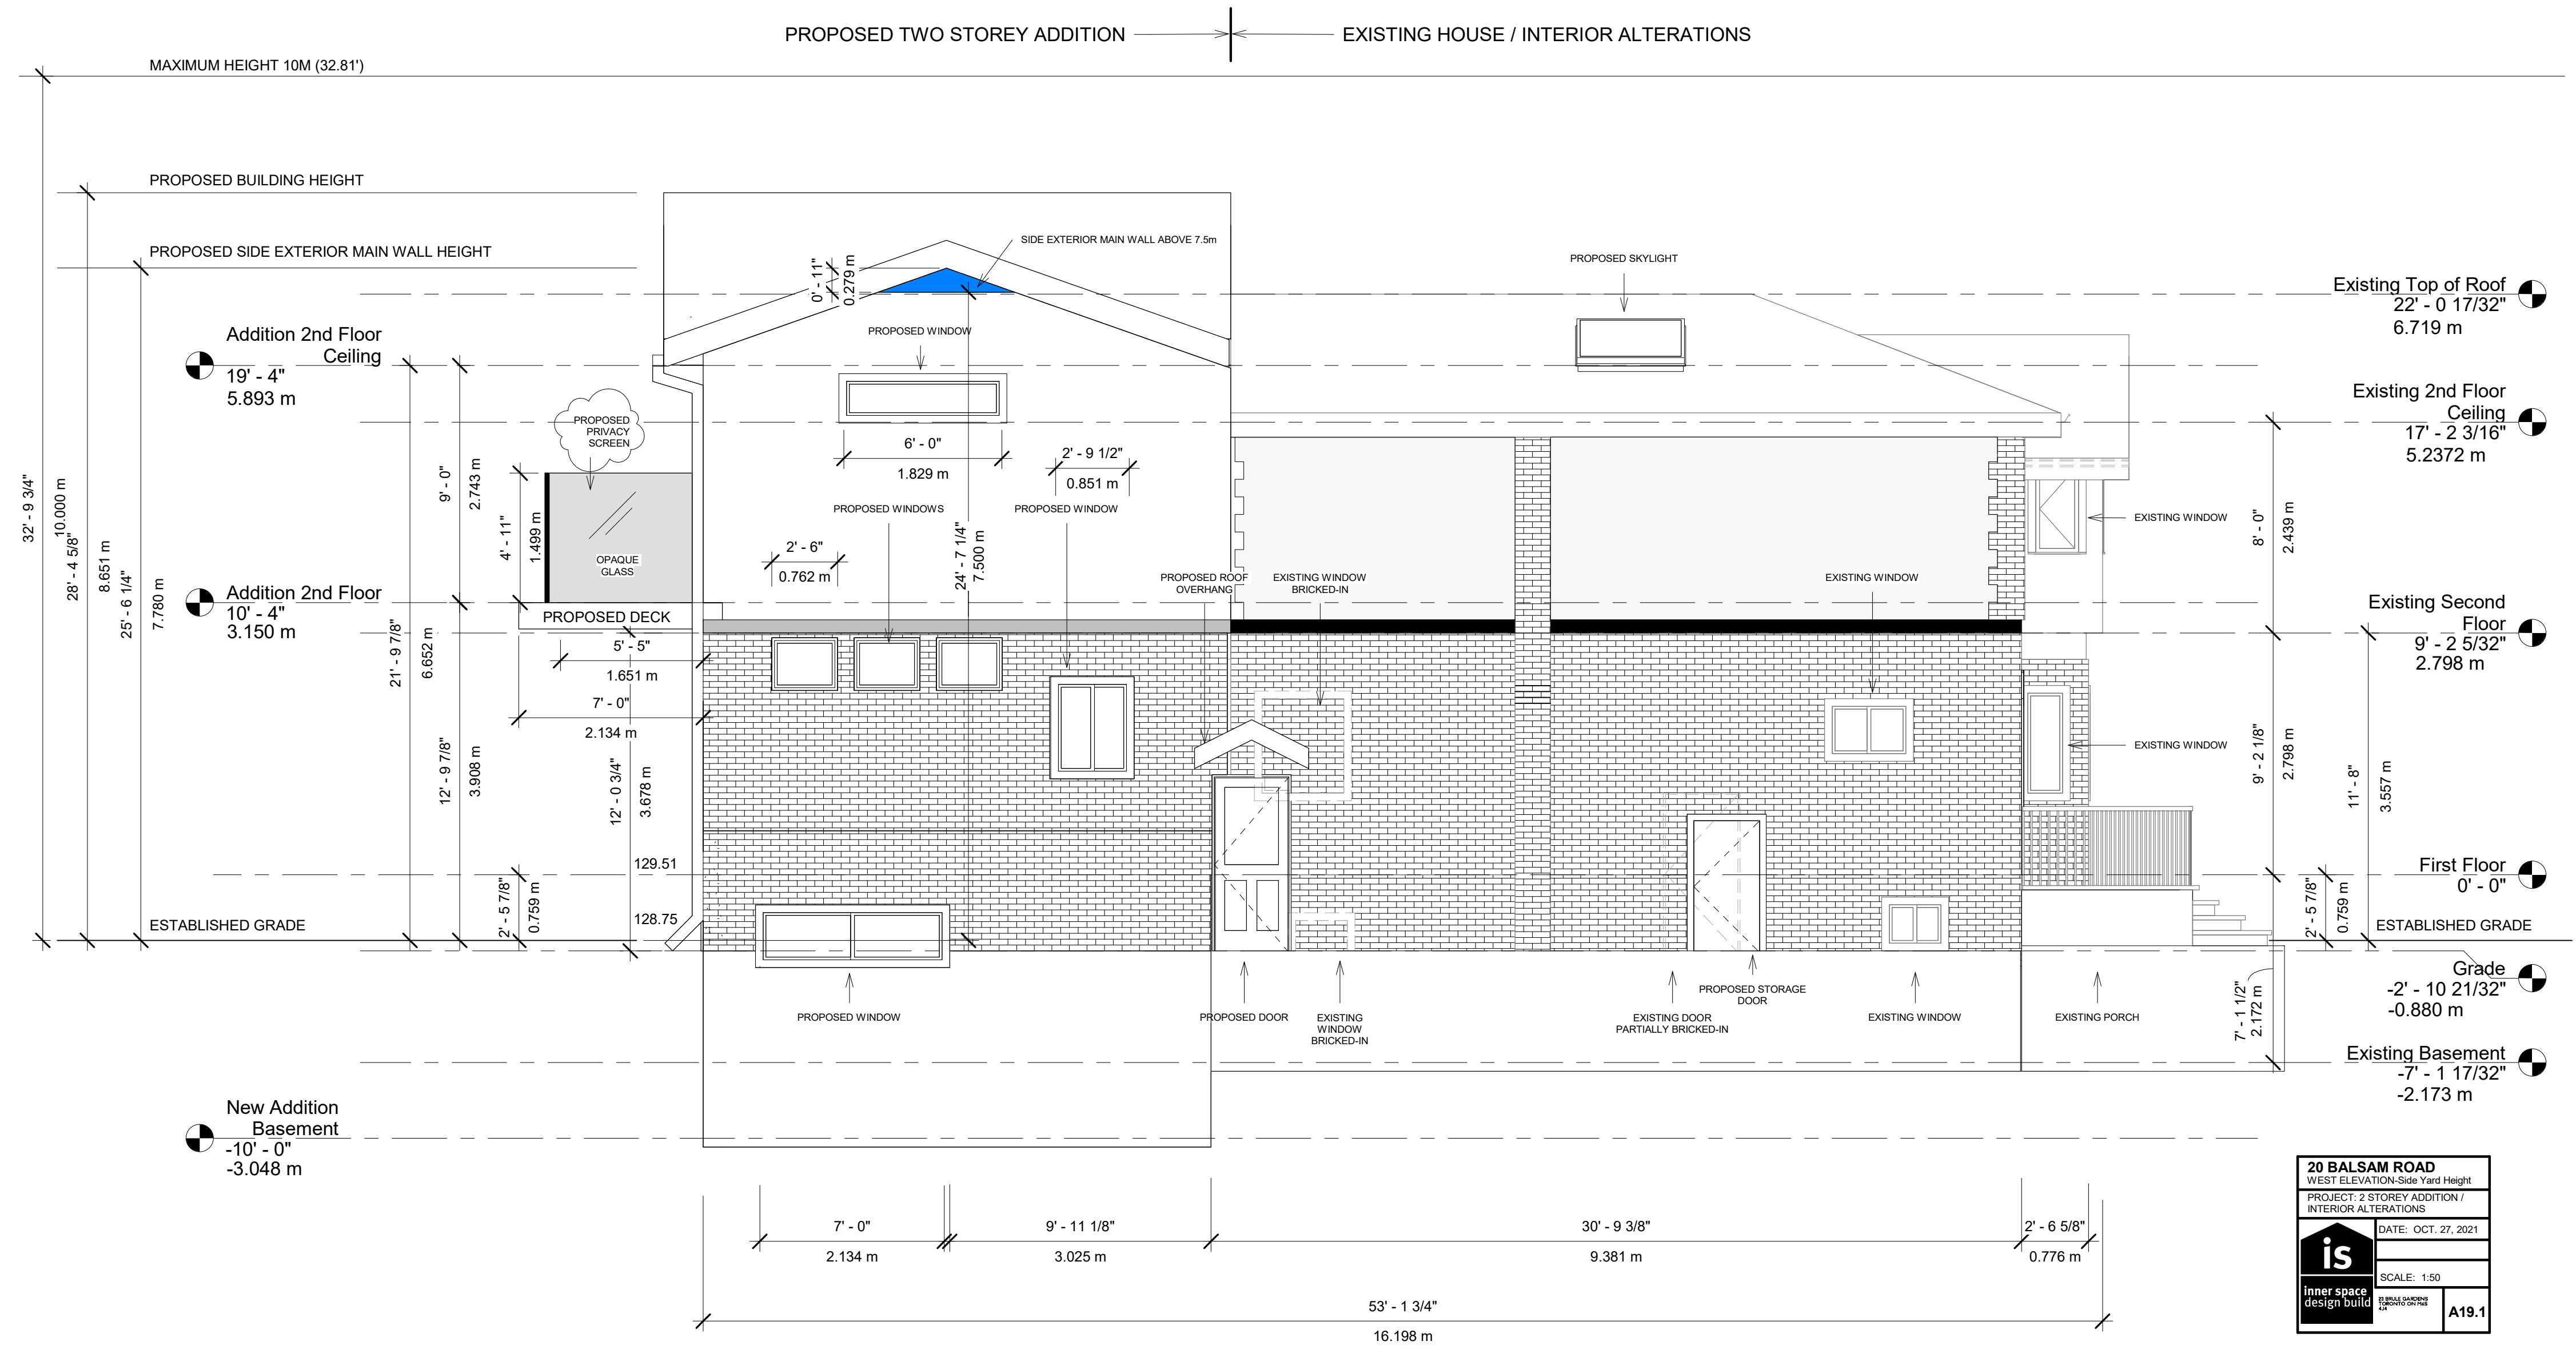 PROPOSED TWO STOREY ADDITION
EXISTING HOUSE / INTERIOR ALTERATIONS
MAXIMUM HEIGHT 10M (32.81')
PROPOSED BUILDING HEIGHT
PROPOSED SIDE EXTERIOR MAIN WALL HEIGHT
SIDE EXTERIOR MAIN WALL ABOVE 7.5m
0' - 11"
0.279 m
PROPOSED SKYLIGHT
Existing Top of Roof
22' - 0 17/32"
6.719 m
Addition 2nd Floor
Ceiling
19' - 4"
5.893 m
PROPOSED WINDOW
Existing 2nd Floor
Ceiling
17' - 2 3/16"
5.2372 m
PROPOSED
PRIVACY
SCREEN
6' - 0"
1.829 m
2' - 9 1/2"
0.851 m
32' - 9 3/4"
10.000 m
28' - 4 5/8"
8.651 m
25' - 6 1/4"
7.780 m
9' - 0"
2.743 m
4' - 11"
1.499 m
OPAQUE
GLASS
PROPOSED WINDOWS
PROPOSED WINDOW
2' - 6"
0.762 m
24' - 7 1/4"
7.500 m
PROPOSED ROOF
OVERHANG
EXISTING WINDOW
BRICKED-IN
EXISTING WINDOW
EXISTING WINDOW
8' - 0"
2.439 m
Addition 2nd Floor
10' - 4"
3.150 m
PROPOSED DECK
Existing Second
Floor
9' - 2 5/32"
2.798 m
21' - 9 7/8"
6.652 m
5' - 5"
1.651 m
7' - 0"
2.134 m
12' - 9 7/8"
3.908 m
12' - 0 3/4"
3.678 m
EXISTING WINDOW
9' - 2 1/8"
2.798 m
11' - 8"
3.557 m
129.51
128.75
2' - 5 7/8"
0.759 m
First Floor
0' - 0"
2' - 5 7/8"
0.759 m
ESTABLISHED GRADE
ESTABLISHED GRADE
Grade
-2' - 10 21/32"
-0.880 m
7' - 1 1/2"
2.172 m
PROPOSED WINDOW
PROPOSED DOOR
EXISTING
WINDOW
BRICKED-IN
EXISTING DOOR
PARTIALLY BRICKED-IN
PROPOSED STORAGE
DOOR
EXISTING WINDOW
EXISTING PORCH
Existing Basement
-7' - 1 17/32"
-2.173 m
New Addition
Basement
-10' - 0"
-3.048 m
7' - 0"
2.134 m
9' - 11 1/8"
3.025 m
30' - 9 3/8"
9.381 m
2' - 6 5/8"
0.776 m
53' - 1 3/4"
16.198 m
20 BALSAM ROAD
WEST ELEVATION-Side Yard Height
PROJECT: 2 STOREY ADDITION /
INTERIOR ALTERATIONS
DATE: OCT. 27, 2021
SCALE: 1:50
is
inner space
design build
23 BRULE GARDENS
TORONTO ON M6S
4J4
A19.1